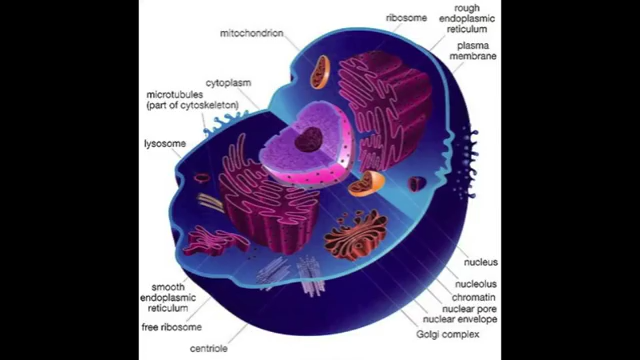 rough
endoplasmic
reticulum
ribosome
mitochondrion
plasma
membrane
cytoplasm
microtubules
(part of cytoskeleton)
lysosome
nucleus
smooth
endoplasmic
reticulum
nucleolus
chromatin
nuclear pore
nuclear envelope
free ribosome
Golgi complex
centriole